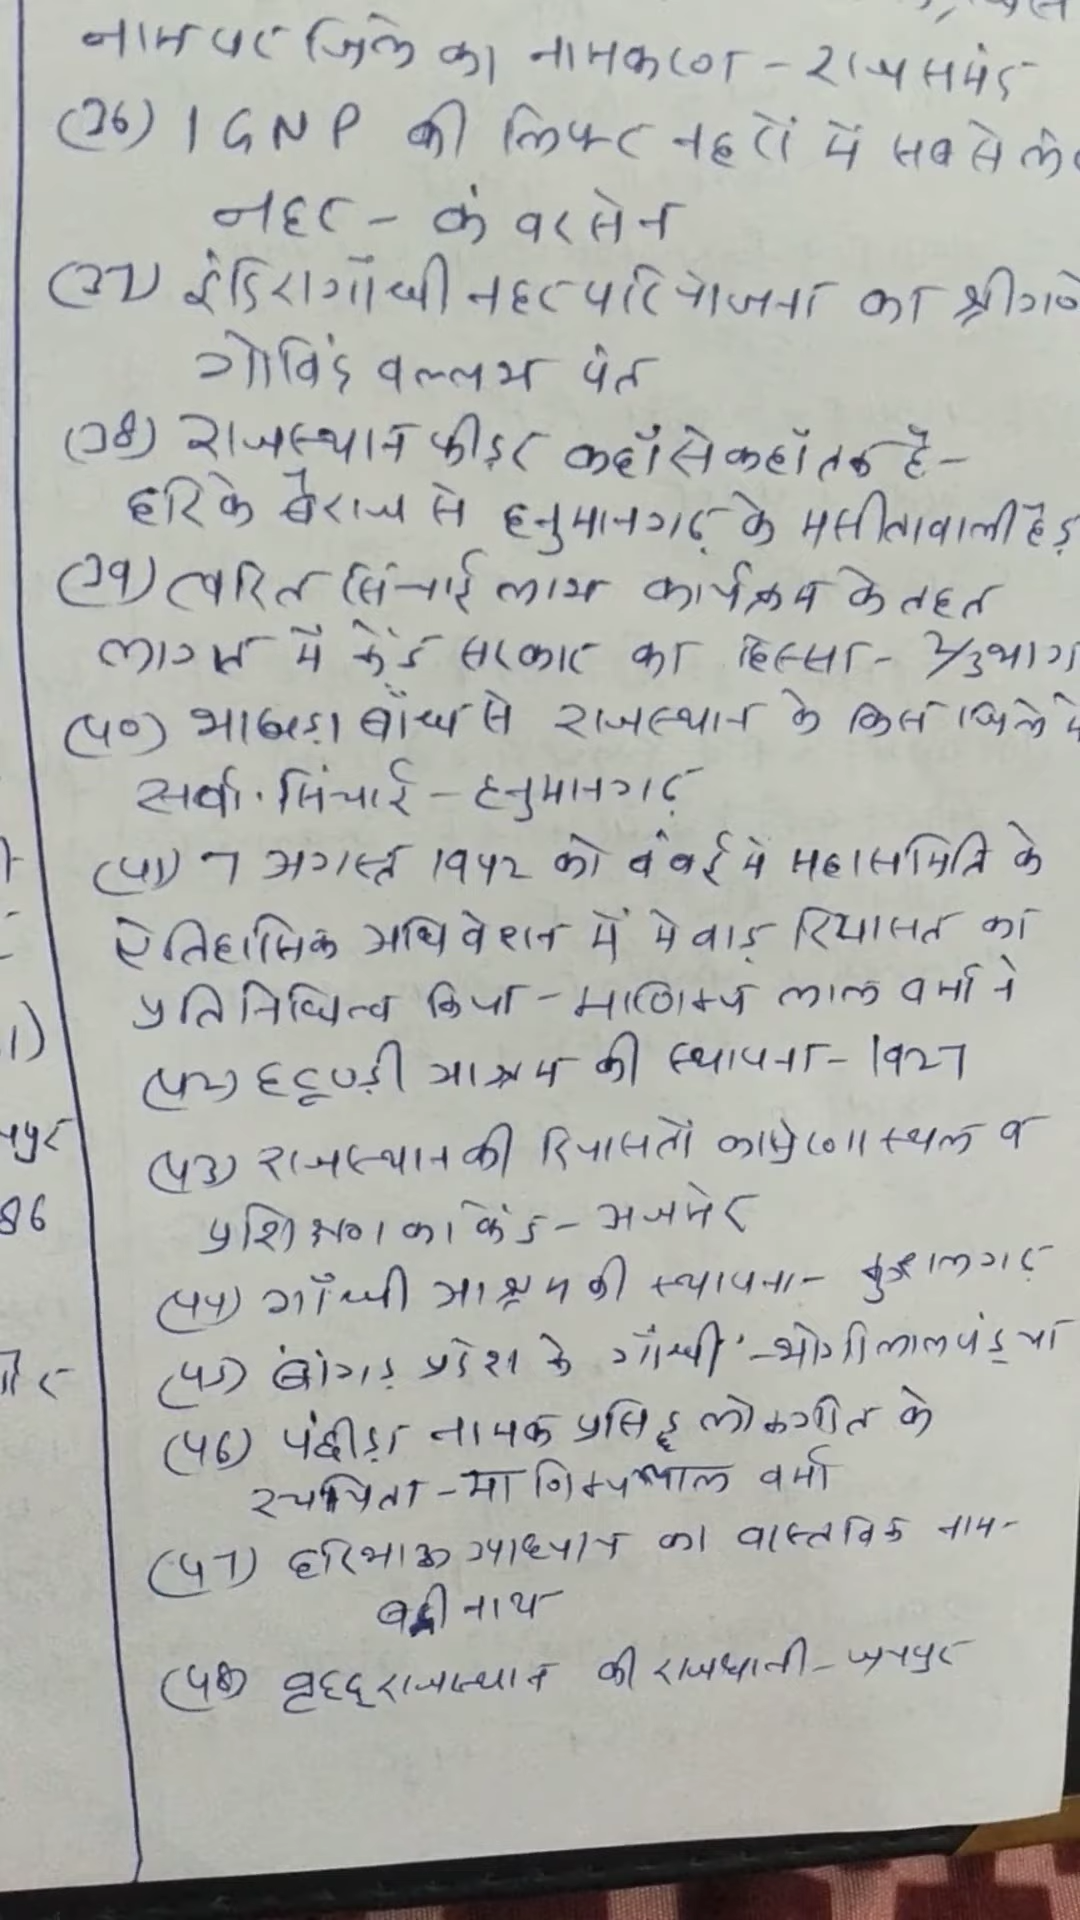 नाम पर जिले का नामकरण - राजसमंद
(36) IGNP की लिफ्ट नहरों में सबसे
नहर - कंवरसेन
(37) इंदिरा गाँधी नहर परियोजना का श्रीगणे
गोविंद वल्लभ पंत
(38) राजस्थान फीडर कहाँ से कहाँ तक है -
हरिके बैराज से हनुमानगढ़ के मसीतावाली हैड
(39) त्वरित सिंचाई लाभ कार्यक्रम के तहत
लागत में केंद्र सरकार का हिस्सा - 2/3 भाग
(40) भाखड़ा बाँध से राजस्थान के किस जिले में
सर्वा. सिंचाई - हनुमानगढ़
(41) 7 अगस्त 1942 को बंबई में महासमिति के
ऐतिहासिक अधिवेशन में मेवाड़ रियासत का
प्रतिनिधित्व किया - माणिक्य लाल वर्मा ने
(42) हटूण्डी आश्रम की स्थापना - 1927
(43) राजस्थान की रियासतों का प्रेरणा स्थल व
प्रशिक्षण का केंद्र - अजमेर
(44) गाँधी आश्रम की स्थापना - कुशलगढ़
(45) बांगड़ प्रदेश के गाँधी - भोगीलाल पंड्या
(46) पंछीड़ा नामक प्रसिद्ध लोकगीत के
रचयिता - माणिक्यलाल वर्मा
(47) हरिभाऊ उपाध्याय का वास्तविक नाम -
बद्रीनाथ
(48) वृहद् राजस्थान की राजधानी - जयपुर
1)
86